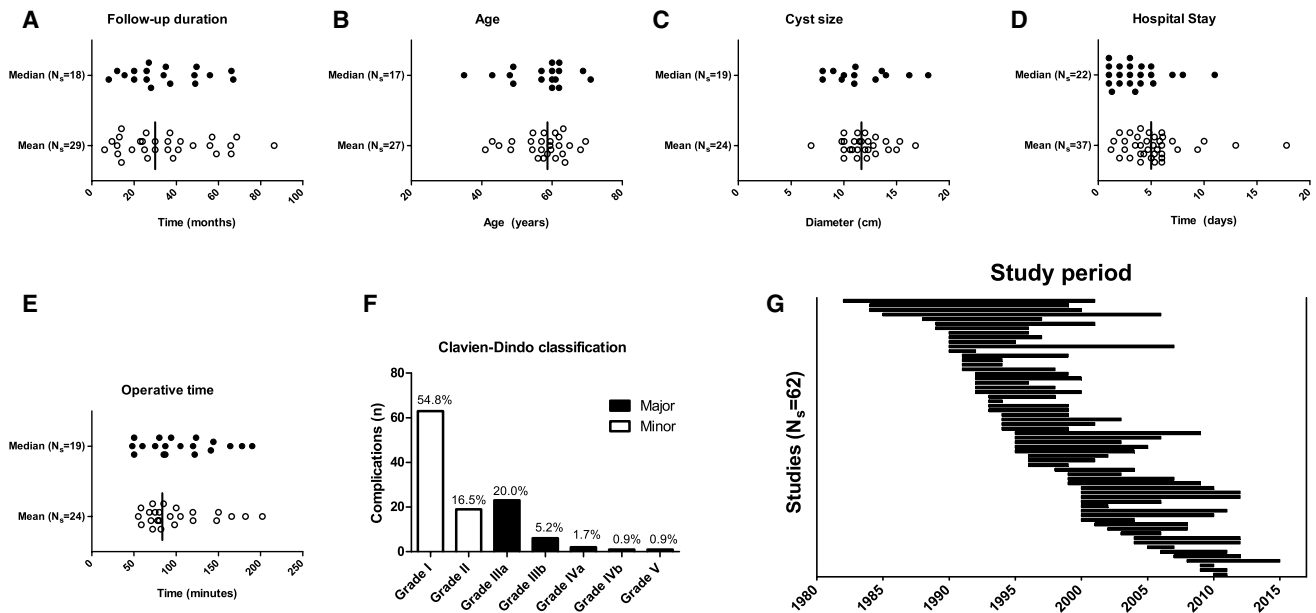 A
Follow-up duration
Median (Ns=18)
Mean (Ns=29)
0
20
40
60
80
100
Time (months)
B
Age
Median (Ns=17)
Mean (Ns=27)
20
40
60
80
Age (years)
C
Cyst size
Median (Ns=19)
Mean (Ns=24)
0
5
10
15
20
Diameter (cm)
D
Hospital Stay
Median (Ns=22)
Mean (Ns=37)
0
5
10
15
20
Time (days)
E
Operative time
Median (Ns=19)
Mean (Ns=24)
0
50
100
150
200
250
Time (minutes)
F
Clavien-Dindo classification
Complications (n)
80
60
40
20
0
54.8%
16.5%
20.0%
5.2%
1.7%
0.9%
0.9%
Major
Minor
Grade I
Grade II
Grade IIIa
Grade IIIb
Grade IVa
Grade IVb
Grade V
G
Study period
Studies (Ns=62)
1980
1985
1990
1995
2000
2005
2010
2015